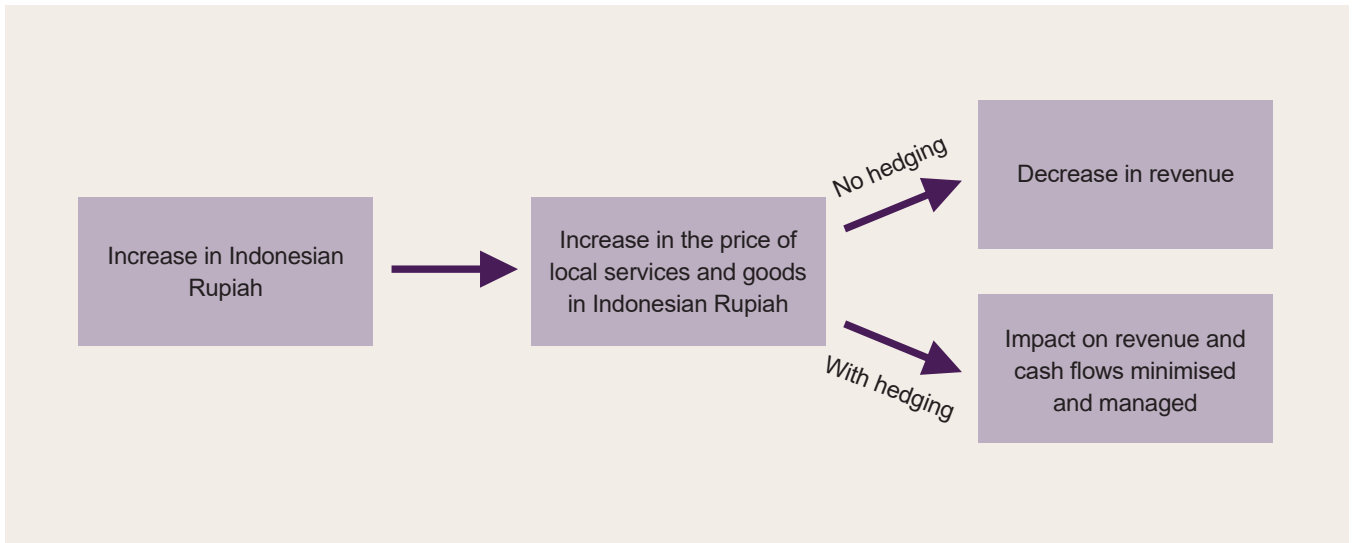 Increase in Indonesian
Rupiah
Increase in the price of
local services and goods
in Indonesian Rupiah
No hedging
Decrease in revenue
With hedging
Impact on revenue and
cash flows minimised
and managed